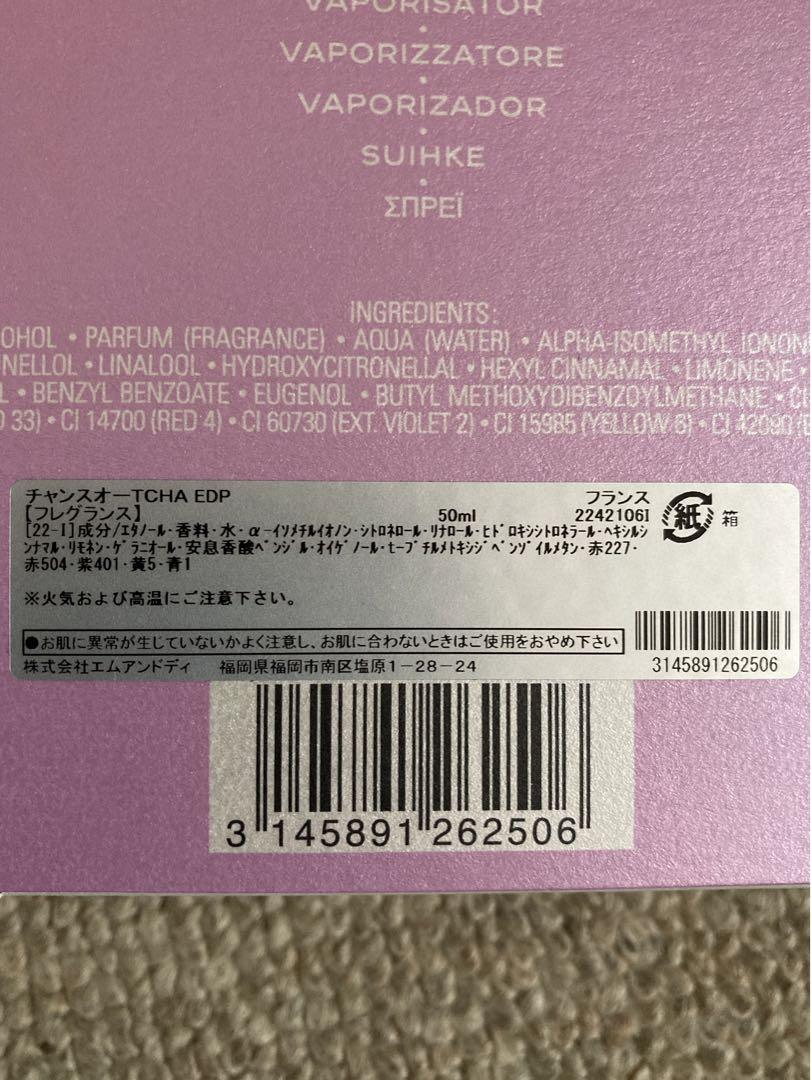 VAPORISATOR
•
VAPORIZZATORE
•
VAPORIZADOR
•
SUIHKE
•
ΣΠΡΕΪ
INGREDIENTS:
COHOL • PARFUM (FRAGRANCE) • AQUA (WATER) • ALPHA-ISOMETHYL IONON
NELLOL • LINALOOL • HYDROXYCITRONELLAL • HEXYL CINNAMAL • LIMONENE •
L • BENZYL BENZOATE • EUGENOL • BUTYL METHOXYDIBENZOYLMETHANE • C
D 33) • CI 14700 (RED 4) • CI 60730 (EXT. VIOLET 2) • CI 15985 (YELLOW 6) • CI 42090 (
チャンスオーTCHA EDP フランス
【フレグランス】 50ml 2242106I 紙 箱
[22-I]成分/ｴﾀﾉｰﾙ・香料・水・α-ｲｿﾒﾁﾙｲｵﾉﾝ・ｼﾄﾛﾈﾛｰﾙ・ﾘﾅﾛｰﾙ・ﾋﾄﾞﾛｷｼｼﾄﾛﾈﾗｰﾙ・ﾍｷｼﾙｼ
ﾝﾅﾏﾙ・ﾘﾓﾈﾝ・ｹﾞﾗﾆｵｰﾙ・安息香酸ﾍﾞﾝｼﾞﾙ・ｵｲｹﾞﾉｰﾙ・t-ﾌﾞﾁﾙﾒﾄｷｼｼﾞﾍﾞﾝｿﾞｲﾙﾒﾀﾝ・赤227・
赤504・紫401・黄5・青1
※火気および高温にご注意下さい。
●お肌に異常が生じていないかよく注意し、お肌に合わないときはご使用をおやめ下さい
株式会社エムアンドディ 福岡県福岡市南区塩原1-28-24 3145891262506
3 145891 262506